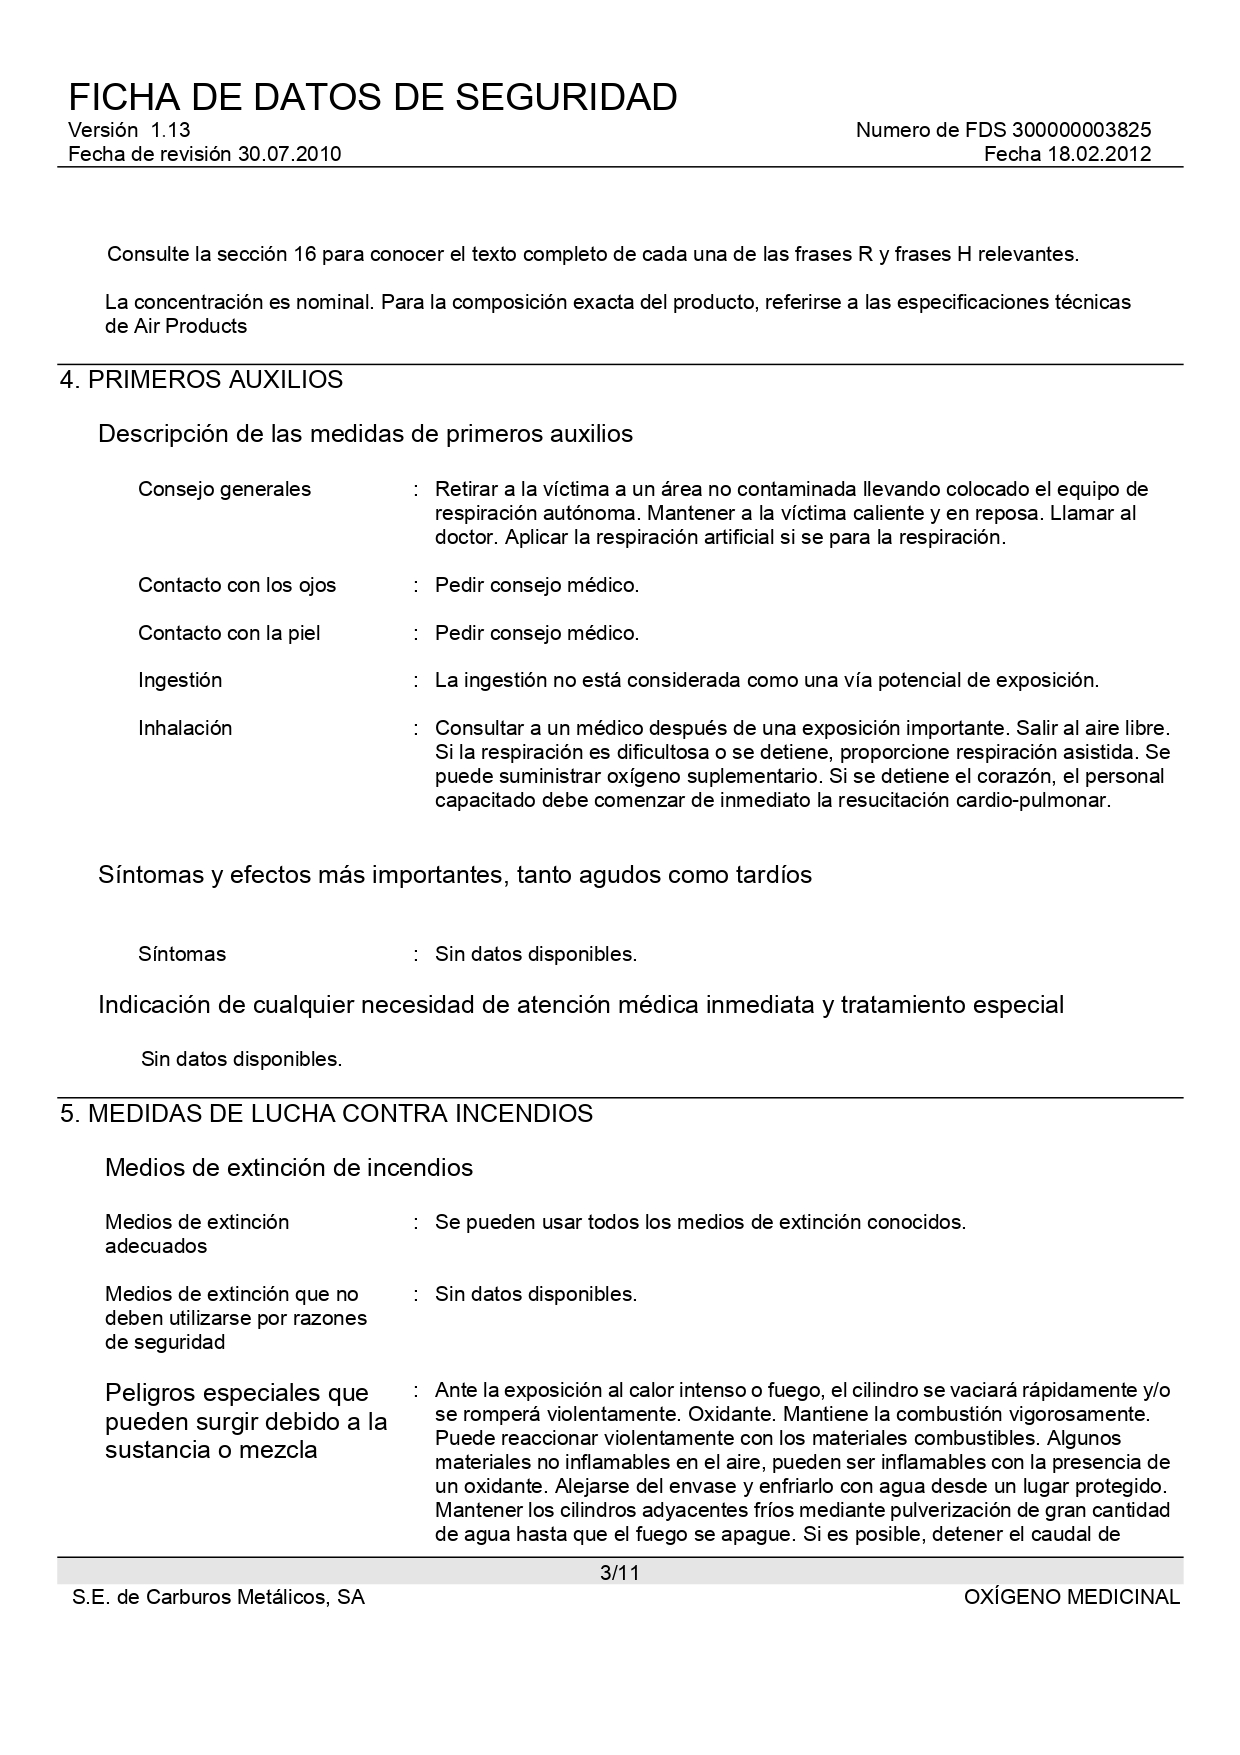 FICHA DE DATOS DE SEGURIDAD
Versión 1.13
Numero de FDS 300000003825
Fecha de revisión 30.07.2010
Fecha 18.02.2012
Consulte la sección 16 para conocer el texto completo de cada una de las frases R y frases H relevantes.
La concentración es nominal. Para la composición exacta del producto, referirse a las especificaciones técnicas
de Air Products
4. PRIMEROS AUXILIOS
Descripción de las medidas de primeros auxilios
Consejo generales : Retirar a la víctima a un área no contaminada llevando colocado el equipo de
respiración autónoma. Mantener a la víctima caliente y en reposa. Llamar al
doctor. Aplicar la respiración artificial si se para la respiración.
Contacto con los ojos : Pedir consejo médico.
Contacto con la piel : Pedir consejo médico.
Ingestión : La ingestión no está considerada como una vía potencial de exposición.
Inhalación : Consultar a un médico después de una exposición importante. Salir al aire libre.
Si la respiración es dificultosa o se detiene, proporcione respiración asistida. Se
puede suministrar oxígeno suplementario. Si se detiene el corazón, el personal
capacitado debe comenzar de inmediato la resucitación cardio-pulmonar.
Síntomas y efectos más importantes, tanto agudos como tardíos
Síntomas : Sin datos disponibles.
Indicación de cualquier necesidad de atención médica inmediata y tratamiento especial
Sin datos disponibles.
5. MEDIDAS DE LUCHA CONTRA INCENDIOS
Medios de extinción de incendios
Medios de extinción
adecuados
: Se pueden usar todos los medios de extinción conocidos.
Medios de extinción que no
deben utilizarse por razones
de seguridad
: Sin datos disponibles.
Peligros especiales que
pueden surgir debido a la
sustancia o mezcla
: Ante la exposición al calor intenso o fuego, el cilindro se vaciará rápidamente y/o
se romperá violentamente. Oxidante. Mantiene la combustión vigorosamente.
Puede reaccionar violentamente con los materiales combustibles. Algunos
materiales no inflamables en el aire, pueden ser inflamables con la presencia de
un oxidante. Alejarse del envase y enfriarlo con agua desde un lugar protegido.
Mantener los cilindros adyacentes fríos mediante pulverización de gran cantidad
de agua hasta que el fuego se apague. Si es posible, detener el caudal de
3/11
S.E. de Carburos Metálicos, SA
OXÍGENO MEDICINAL